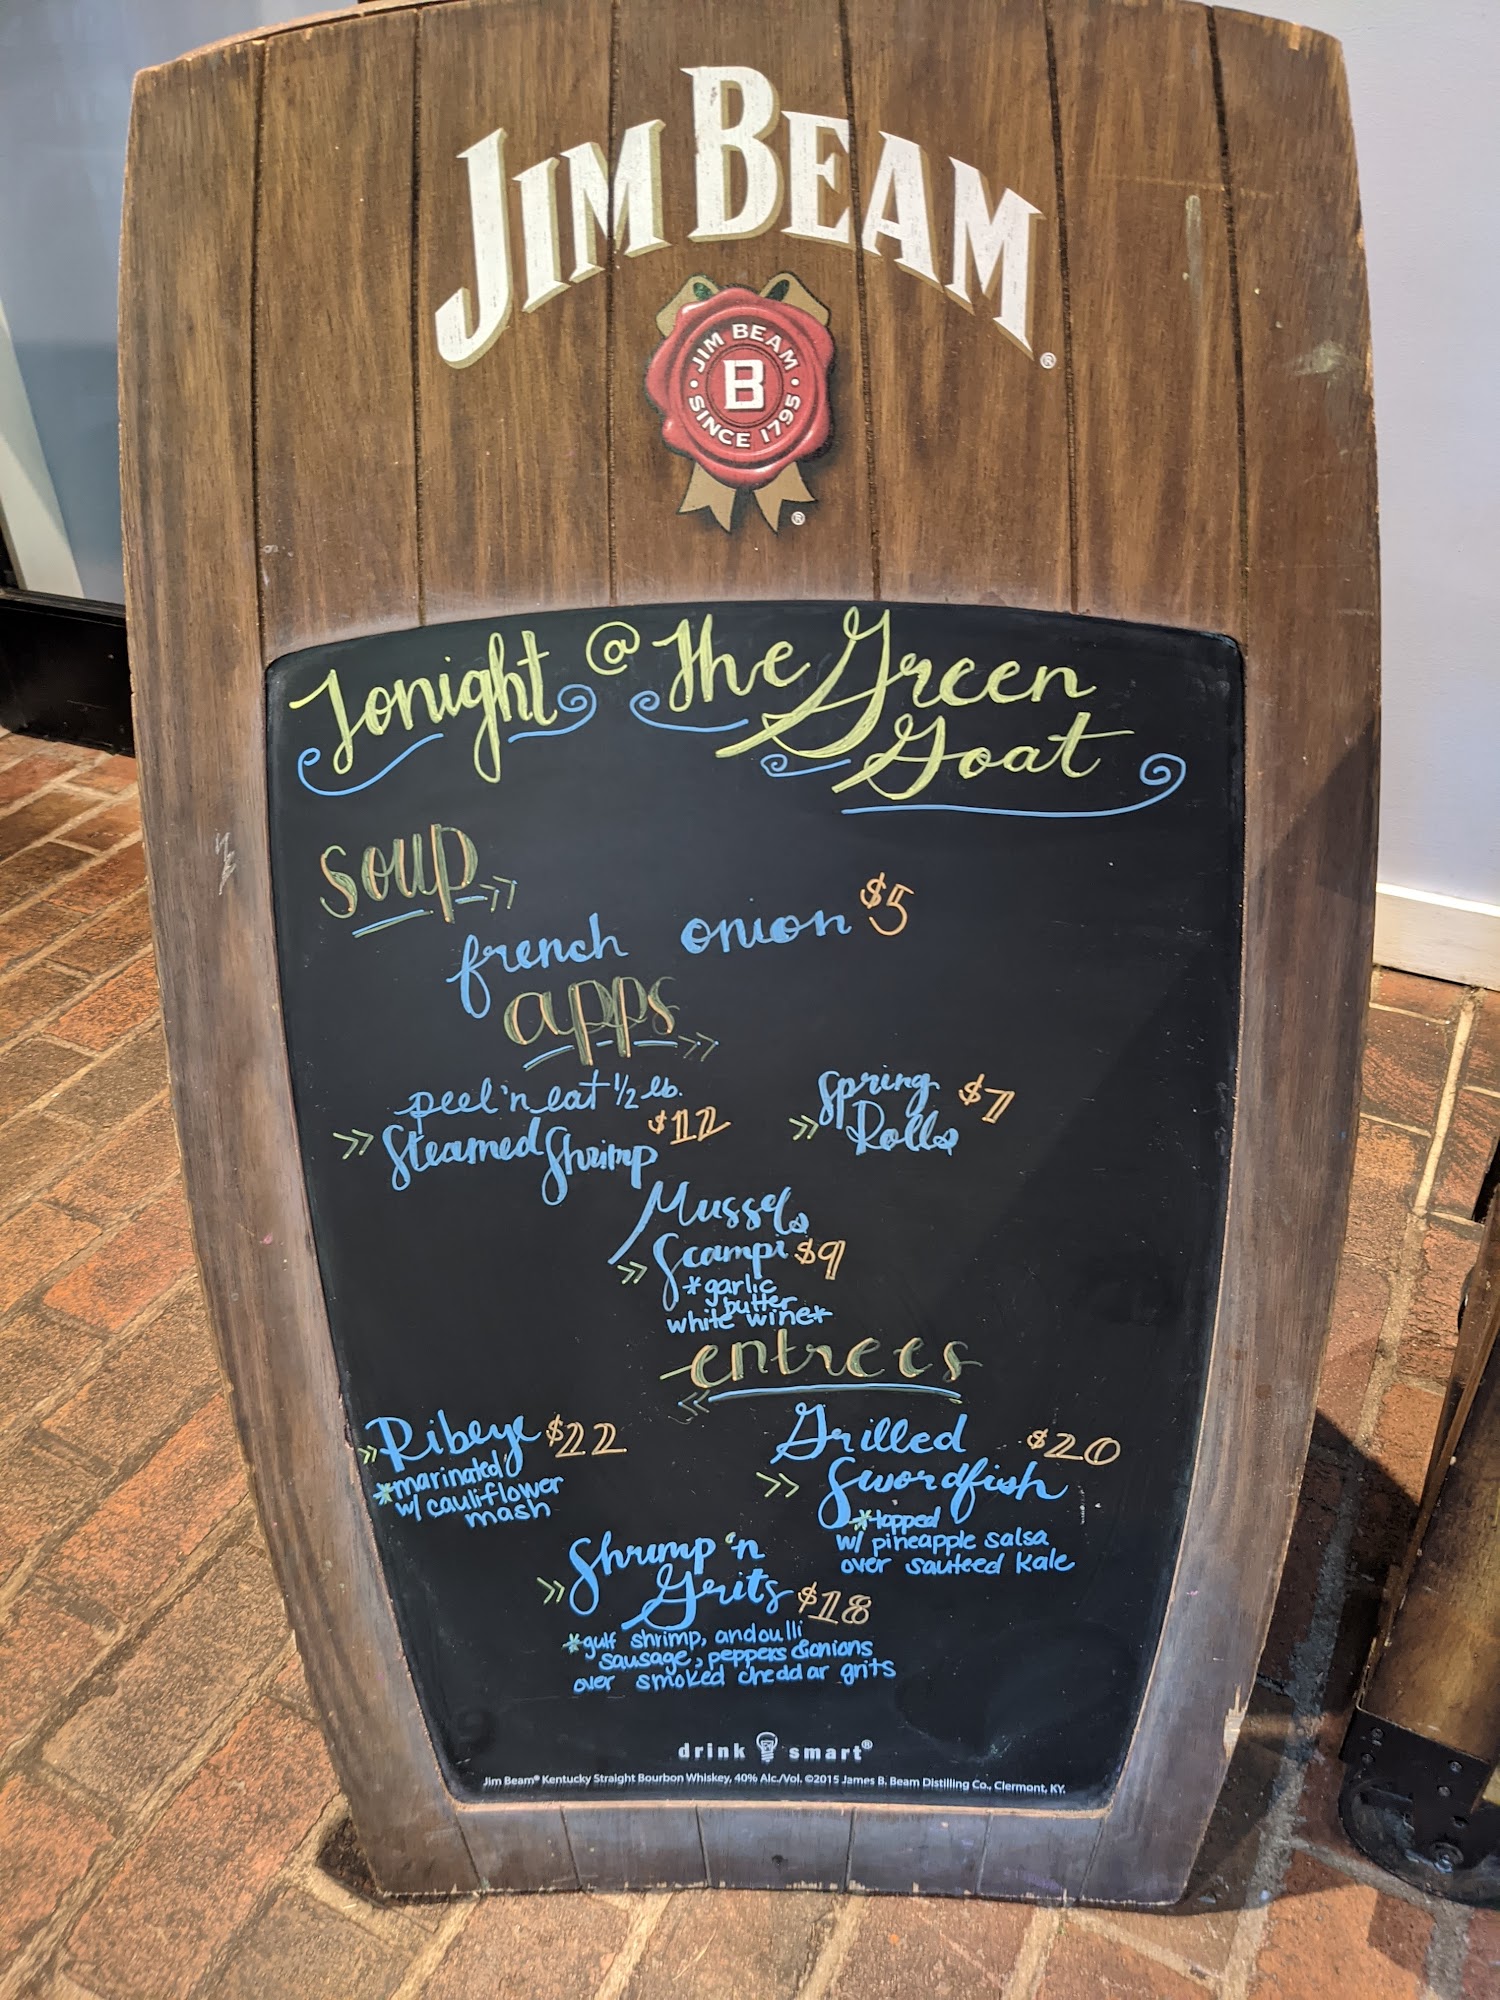 JIM BEAM®
JIM BEAM
B
SINCE 1795
®
Tonight @ The Green
Goat
soup >>
french onion $5
apps >>
peel 'n eat 1/2 lb.
>> Steamed Shrimp $12
Spring $7
>> Rolls
Mussels
>> Scampi $9
*garlic
butter
white wine*
entrees
<<
>> Ribeye $22
*marinated
w/ cauliflower
mash
Grilled $20
>> Swordfish
*topped
w/ pineapple salsa
over sauteed kale
Shrimp 'n
>> Grits $18
*gulf shrimp, andoulli
sausage, peppers & onions
over smoked cheddar grits
drink smart®
Jim Beam® Kentucky Straight Bourbon Whiskey, 40% Alc./Vol. ©2015 James B. Beam Distilling Co., Clermont, KY.